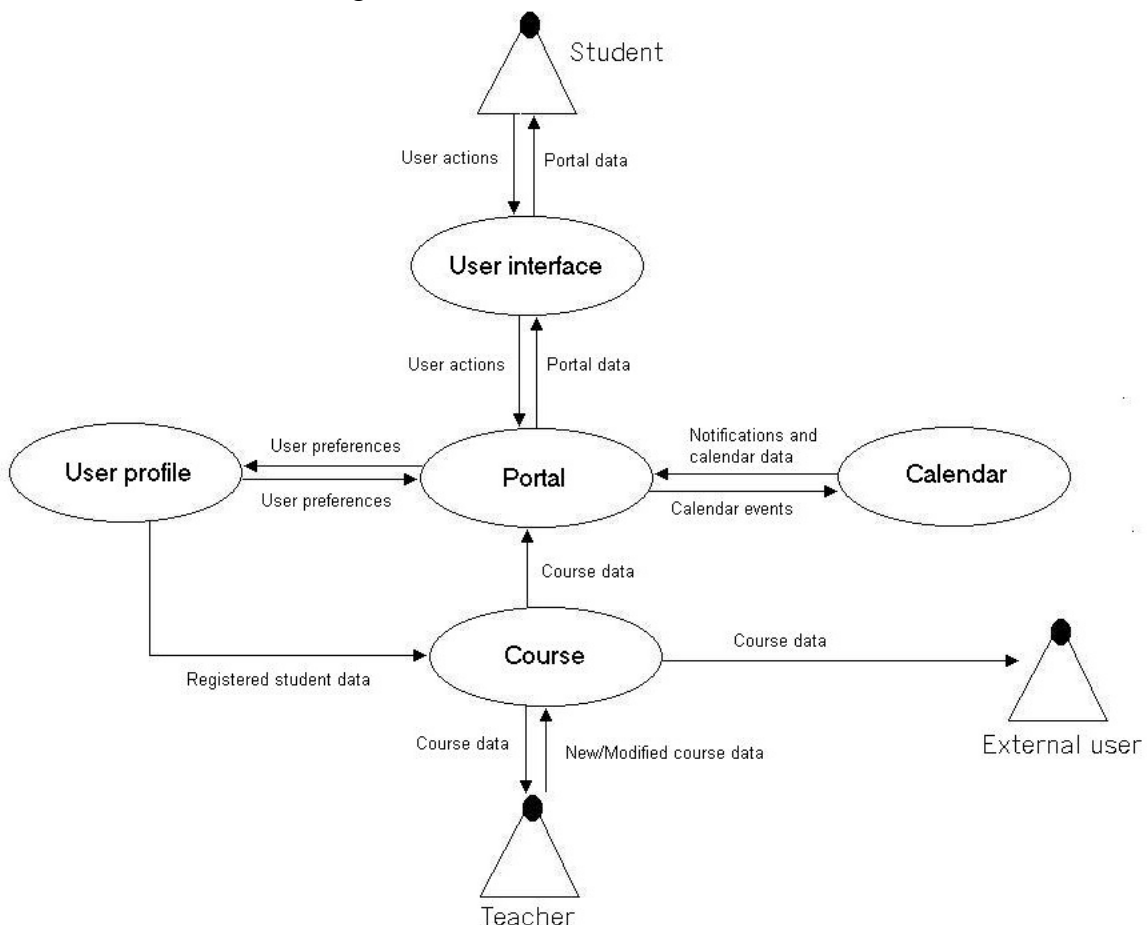 Student
User actions
Portal data
User interface
User actions
Portal data
User preferences
Notifications and
calendar data
User profile
Portal
Calendar
User preferences
Calendar events
Course data
Course
Course data
Registered student data
Course data
New/Modified course data
External user
Teacher